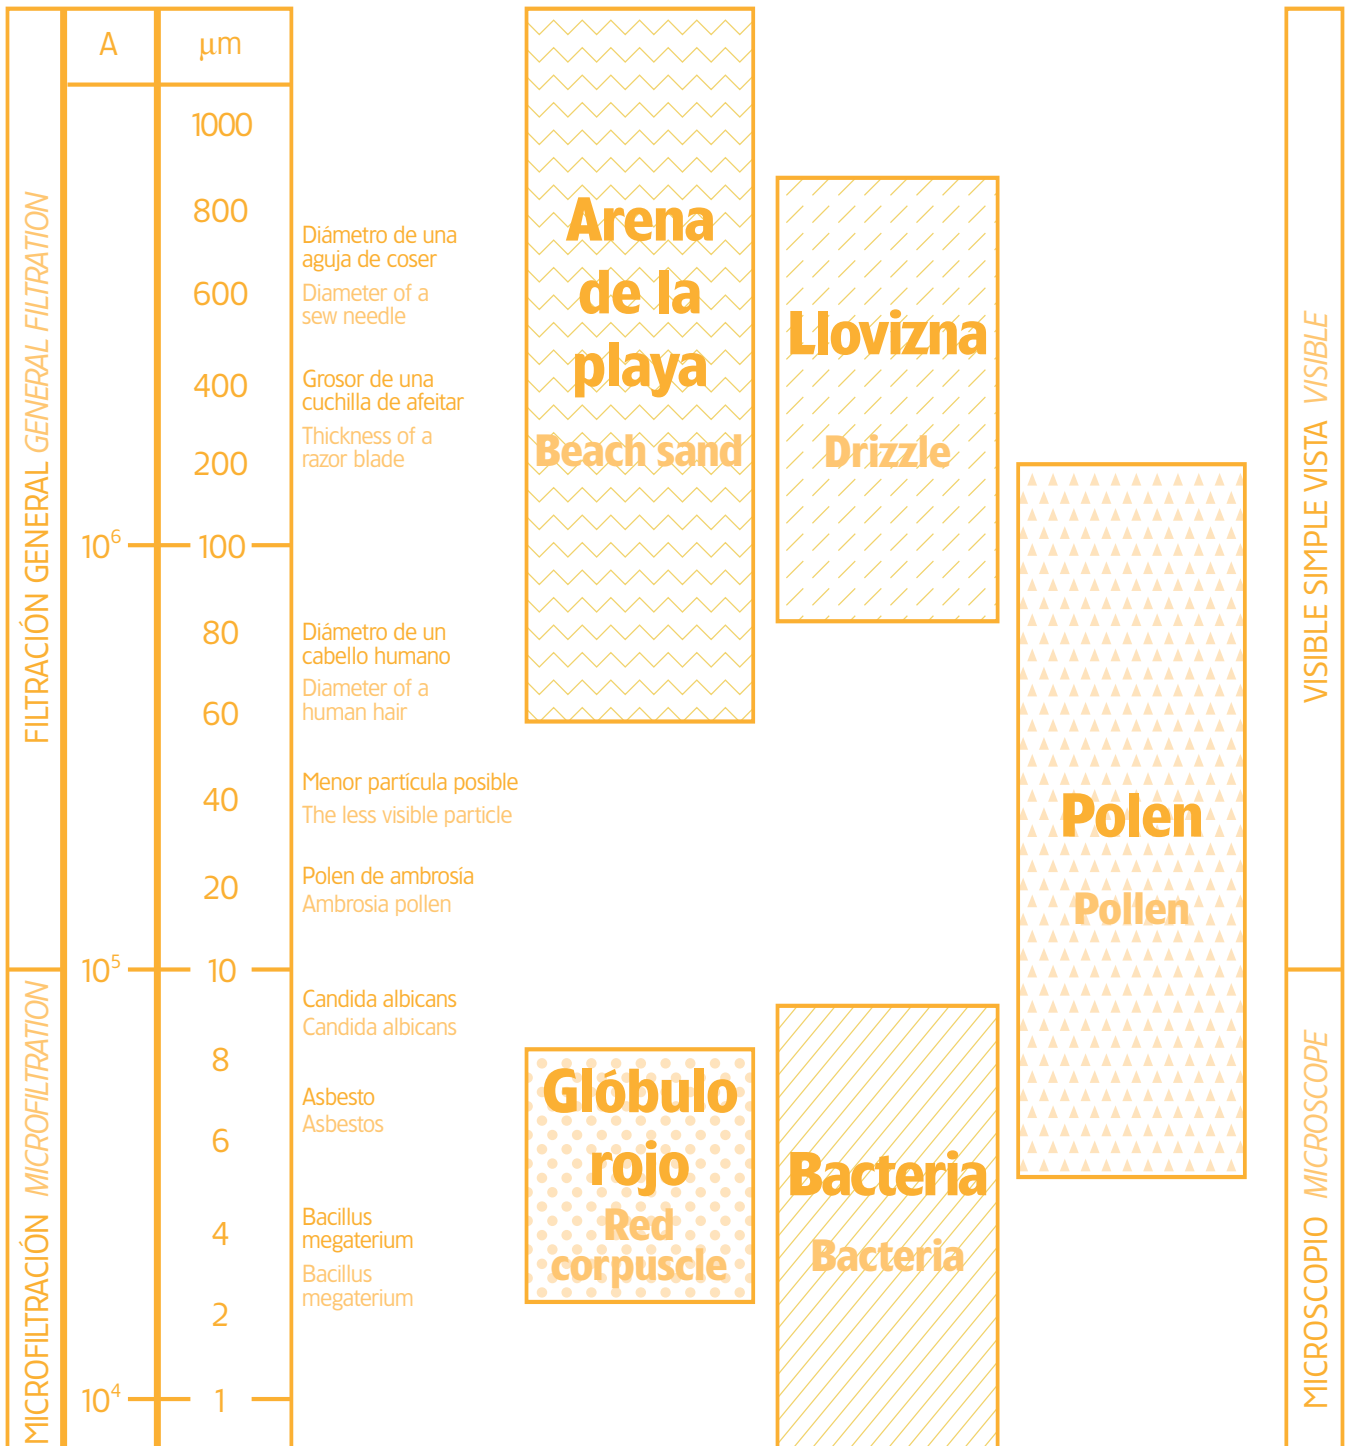 A
μm
1000
800
600
400
200
10⁶
100
80
60
40
20
10⁵
10
8
6
4
2
10⁴
1
FILTRACIÓN GENERAL GENERAL FILTRATION
MICROFILTRACIÓN MICROFILTRATION
Diámetro de una
aguja de coser
Diameter of a
sew needle
Grosor de una
cuchilla de afeitar
Thickness of a
razor blade
Diámetro de un
cabello humano
Diameter of a
human hair
Menor partícula posible
The less visible particle
Polen de ambrosía
Ambrosia pollen
Candida albicans
Candida albicans
Asbesto
Asbestos
Bacillus
megaterium
Bacillus
megaterium
Arena
de la
playa
Beach sand
Llovizna
Drizzle
Polen
Pollen
Glóbulo
rojo
Red
corpuscle
Bacteria
Bacteria
VISIBLE SIMPLE VISTA VISIBLE
MICROSCOPIO MICROSCOPE